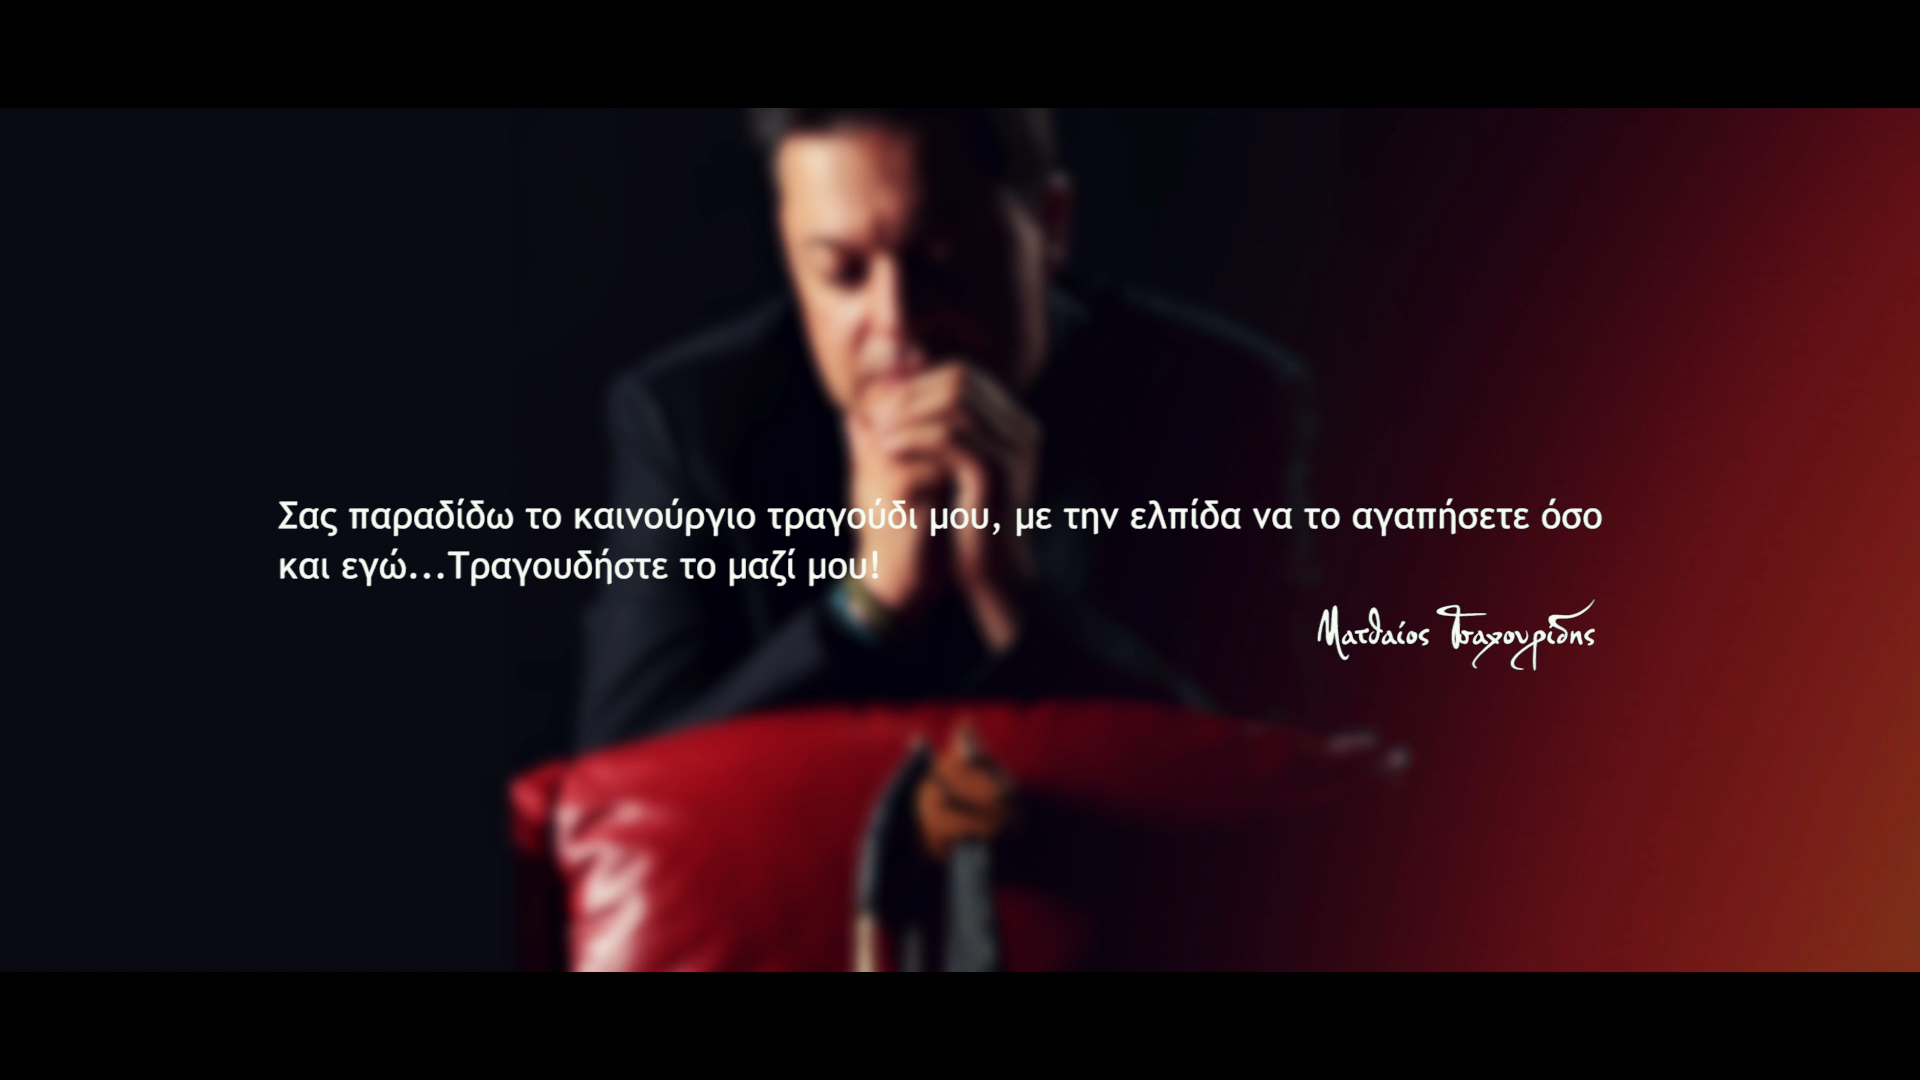 Σας παραδίδω το καινούργιο τραγούδι μου, με την ελπίδα να το αγαπήσετε όσο
και εγώ...Τραγουδήστε το μαζί μου!
Ματθαίος Τσαχουρίδης